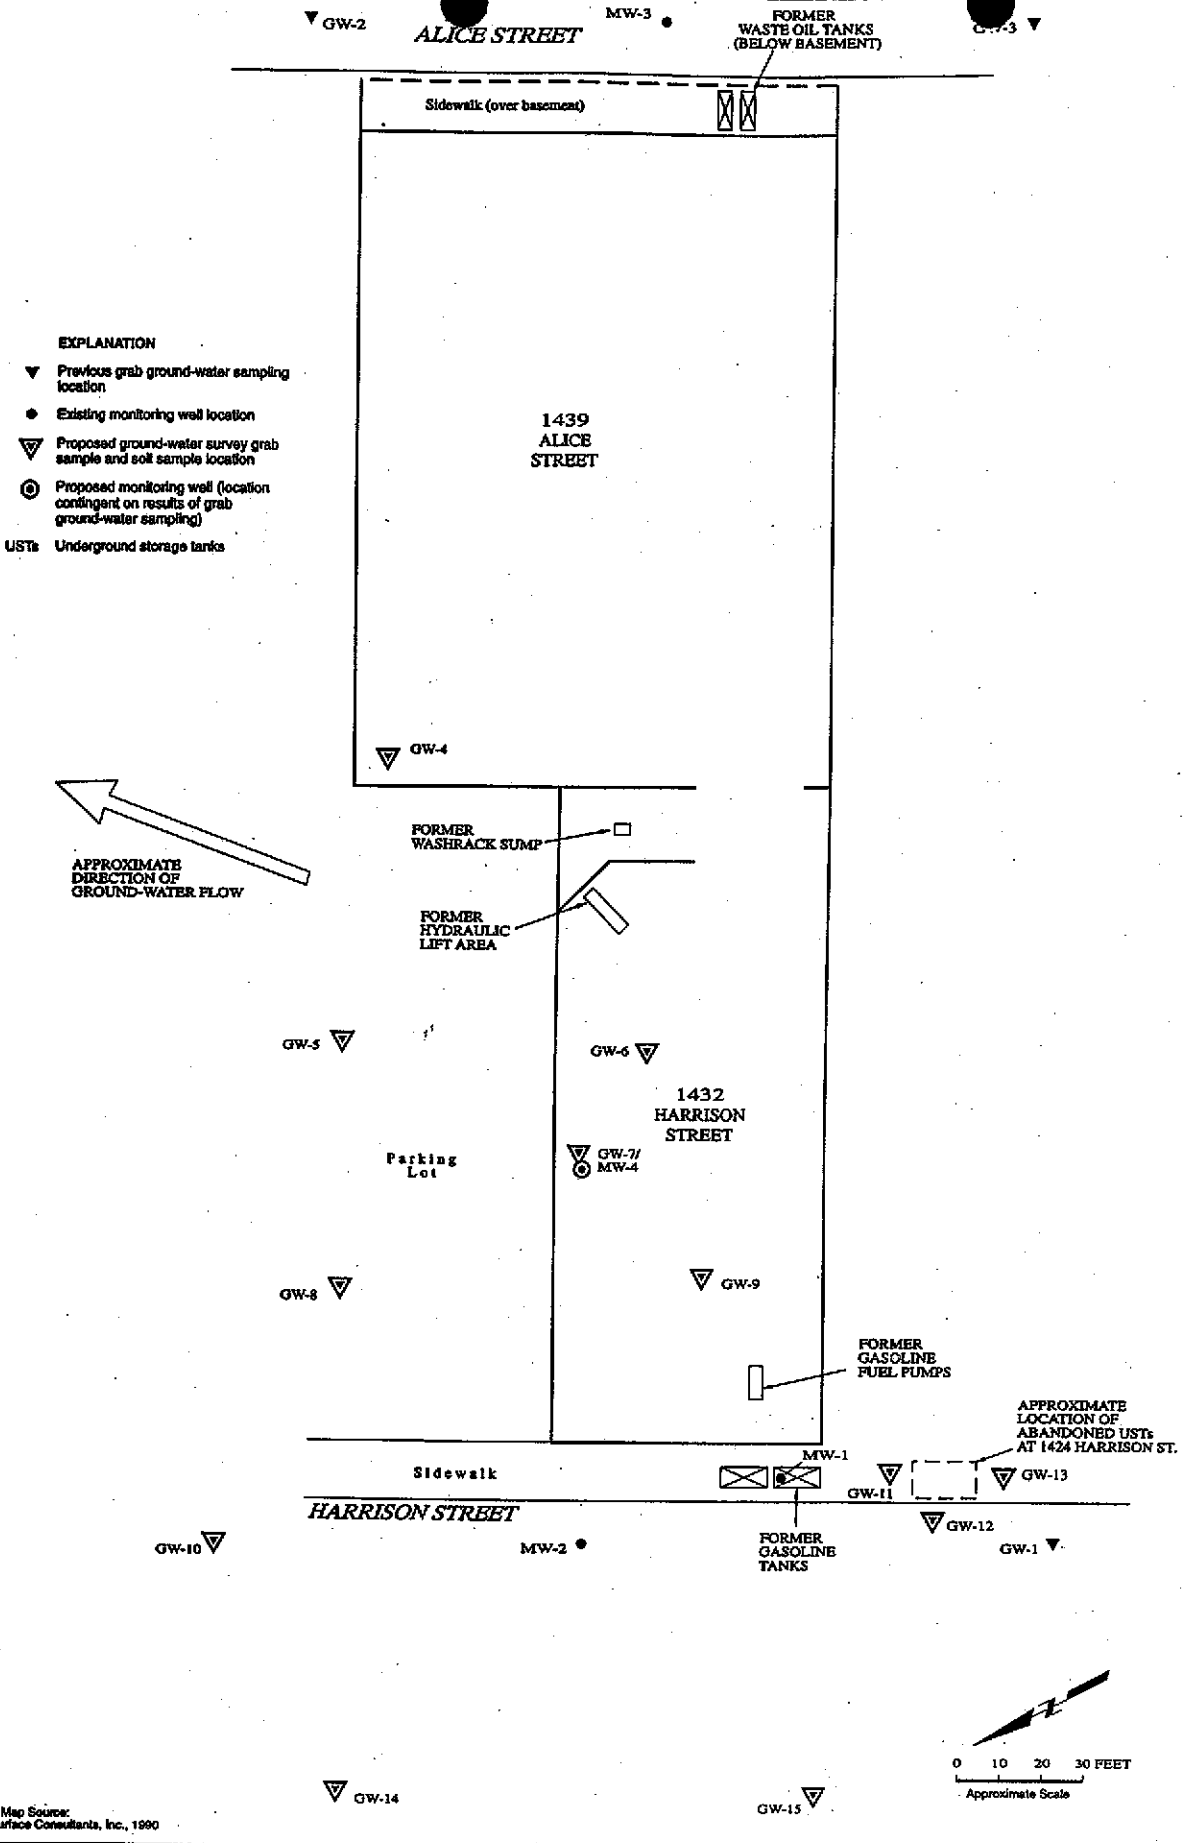 GW-2
MW-3
FORMER
WASTE OIL TANKS
(BELOW BASEMENT)
ALICE STREET
Sidewalk (over basement)
EXPLANATION
Previous grab ground-water sampling
location
Existing monitoring well location
Proposed ground-water survey grab
sample and soil sample location
Proposed monitoring well (location
contingent on results of grab
ground-water sampling)
USTs Underground storage tanks
1439
ALICE
STREET
GW-4
FORMER
WASHRACK SUMP
APPROXIMATE
DIRECTION OF
GROUND-WATER FLOW
FORMER
HYDRAULIC
LIFT AREA
GW-5
GW-6
1432
HARRISON
STREET
Parking
Lot
GW-7/
MW-4
GW-8
GW-9
FORMER
GASOLINE
FUEL PUMPS
APPROXIMATE
LOCATION OF
ABANDONED USTs
AT 1424 HARRISON ST.
Sidewalk
MW-1
GW-11
GW-13
HARRISON STREET
GW-12
GW-10
MW-2
FORMER
GASOLINE
TANKS
GW-1
0 10 20 30 FEET
Approximate Scale
GW-14
GW-15
Map Source:
Consultants, Inc., 1990